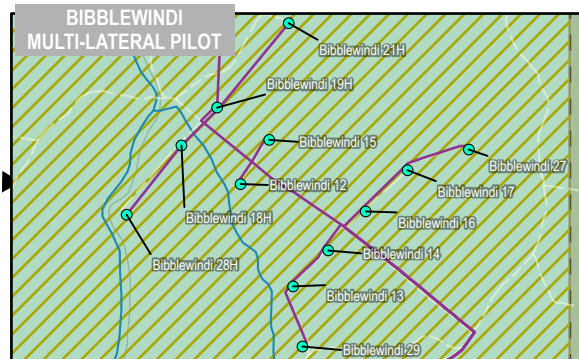 BIBBLEWINDI
MULTI-LATERAL PILOT
Bibblewindi 21H
Bibblewindi 19H
Bibblewindi 15
Bibblewindi 27
Bibblewindi 12
Bibblewindi 17
Bibblewindi 18H
Bibblewindi 16
Bibblewindi 14
Bibblewindi 28H
Bibblewindi 13
Bibblewindi 29